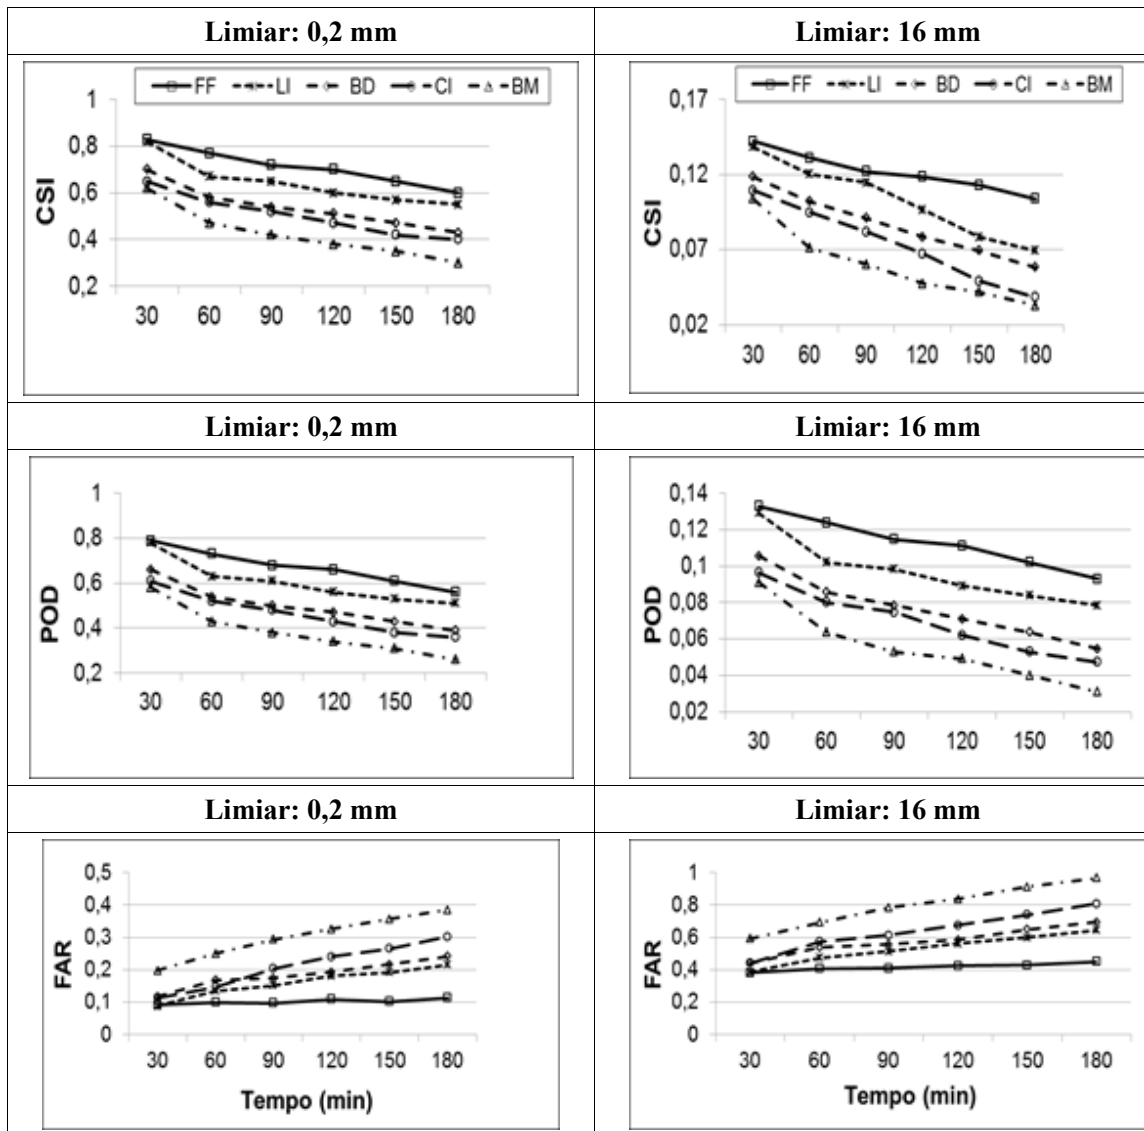 Limiar: 0,2 mm
Limiar: 16 mm
FF LI BD CI BM
1
0,8
0,6
0,4
0,2
CSI
30 60 90 120 150 180
FF LI BD CI BM
0,17
0,12
0,07
0,02
CSI
30 60 90 120 150 180
Limiar: 0,2 mm
Limiar: 16 mm
1
0,8
0,6
0,4
0,2
POD
30 60 90 120 150 180
0,14
0,12
0,1
0,08
0,06
0,04
0,02
POD
30 60 90 120 150 180
Limiar: 0,2 mm
Limiar: 16 mm
0,5
0,4
0,3
0,2
0,1
0
FAR
30 60 90 120 150 180
Tempo (min)
1
0,8
0,6
0,4
0,2
0
FAR
30 60 90 120 150 180
Tempo (min)